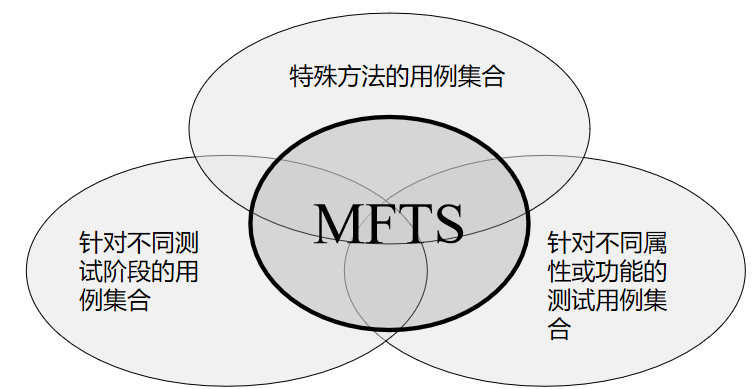 特殊方法的用例集合
MFTS
针对不同测
试阶段的用
例集合
针对不同属
性或功能的
测试用例集
合